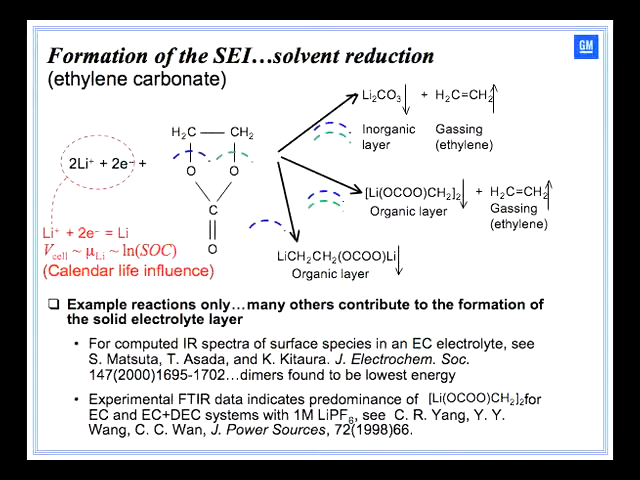 Formation of the SEI…solvent reduction
(ethylene carbonate)
GM
Li₂CO₃ + H₂C=CH₂
Inorganic layer
Gassing (ethylene)
H₂C — CH₂
2Li⁺ + 2e⁻ +
O O
C
O
[Li(OCOO)CH₂]₂ + H₂C=CH₂
Organic layer
Gassing (ethylene)
Li⁺ + 2e⁻ = Li
V_cell ~ μ_Li ~ ln(SOC)
(Calendar life influence)
LiCH₂CH₂(OCOO)Li
Organic layer
❑ Example reactions only…many others contribute to the formation of
the solid electrolyte layer
• For computed IR spectra of surface species in an EC electrolyte, see
S. Matsuta, T. Asada, and K. Kitaura. J. Electrochem. Soc.
147(2000)1695-1702…dimers found to be lowest energy
• Experimental FTIR data indicates predominance of [Li(OCOO)CH₂]₂ for
EC and EC+DEC systems with 1M LiPF₆, see C. R. Yang, Y. Y.
Wang, C. C. Wan, J. Power Sources, 72(1998)66.